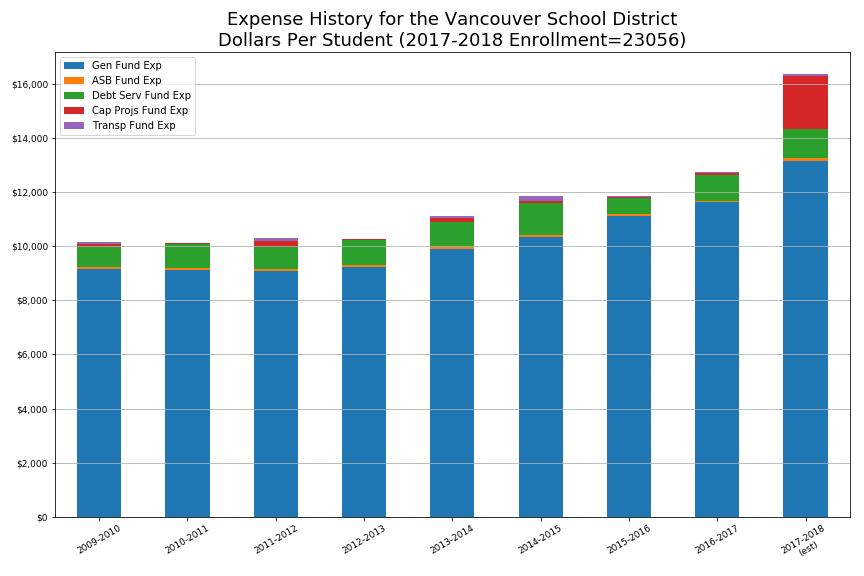 Expense History for the Vancouver School District
Dollars Per Student (2017-2018 Enrollment=23056)
Gen Fund Exp
ASB Fund Exp
Debt Serv Fund Exp
Cap Projs Fund Exp
Transp Fund Exp
$16,000
$14,000
$12,000
$10,000
$8,000
$6,000
$4,000
$2,000
$0
2009-2010
2010-2011
2011-2012
2012-2013
2013-2014
2014-2015
2015-2016
2016-2017
2017-2018
(est)